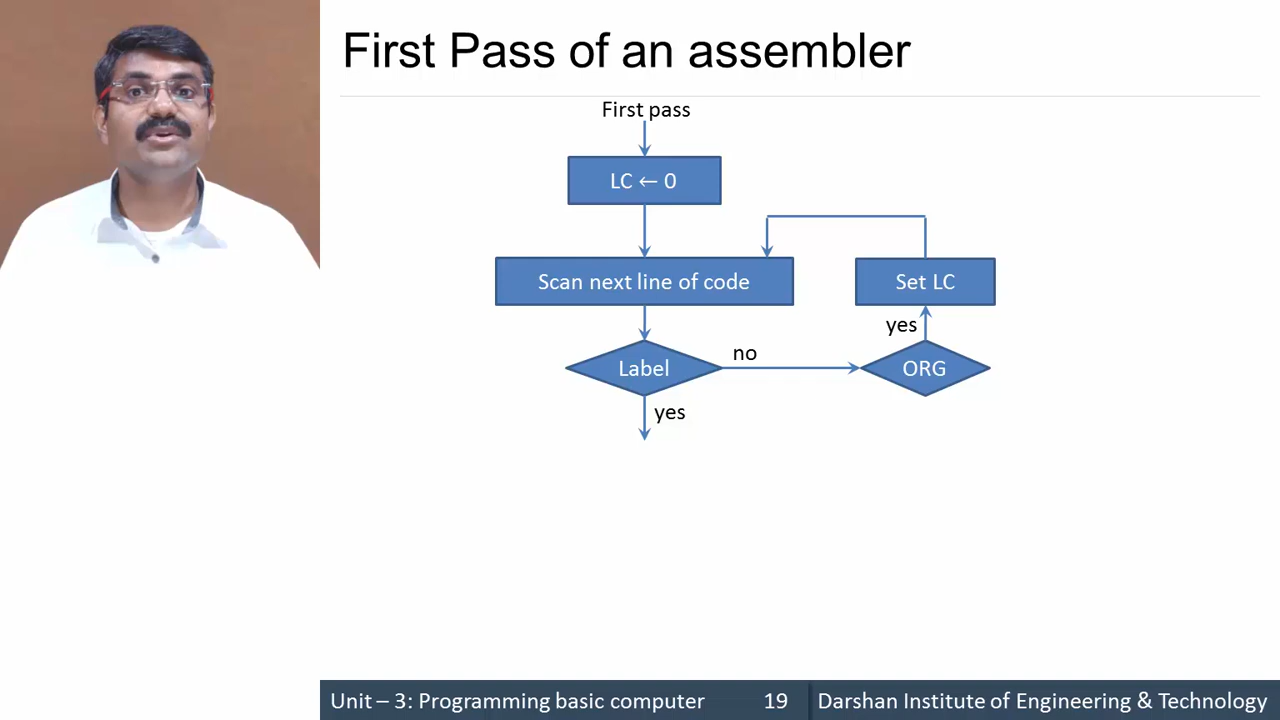 First Pass of an assembler
First pass
LC ← 0
Scan next line of code
Set LC
yes
Label
no
ORG
yes
Unit – 3: Programming basic computer
19
Darshan Institute of Engineering & Technology